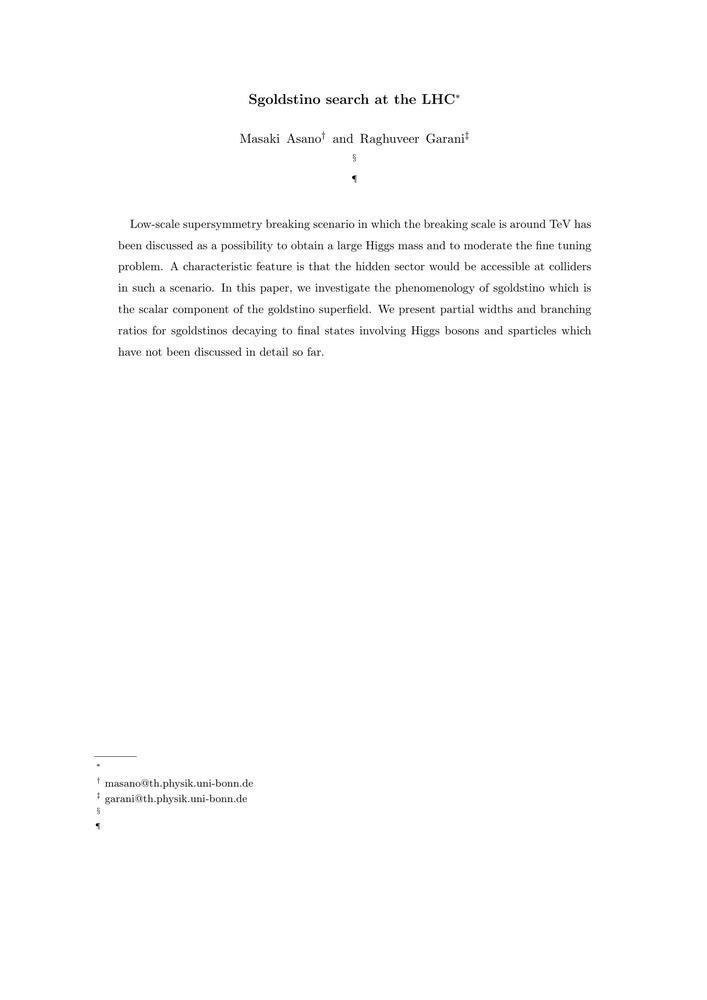 Sgoldstino search at the LHC*
Masaki Asano† and Raghuveer Garani‡
§
¶
Low-scale supersymmetry breaking scenario in which the breaking scale is around TeV has
been discussed as a possibility to obtain a large Higgs mass and to moderate the fine tuning
problem. A characteristic feature is that the hidden sector would be accessible at colliders
in such a scenario. In this paper, we investigate the phenomenology of sgoldstino which is
the scalar component of the goldstino superfield. We present partial widths and branching
ratios for sgoldstinos decaying to final states involving Higgs bosons and sparticles which
have not been discussed in detail so far.
*
† masano@th.physik.uni-bonn.de
‡ garani@th.physik.uni-bonn.de
§
¶